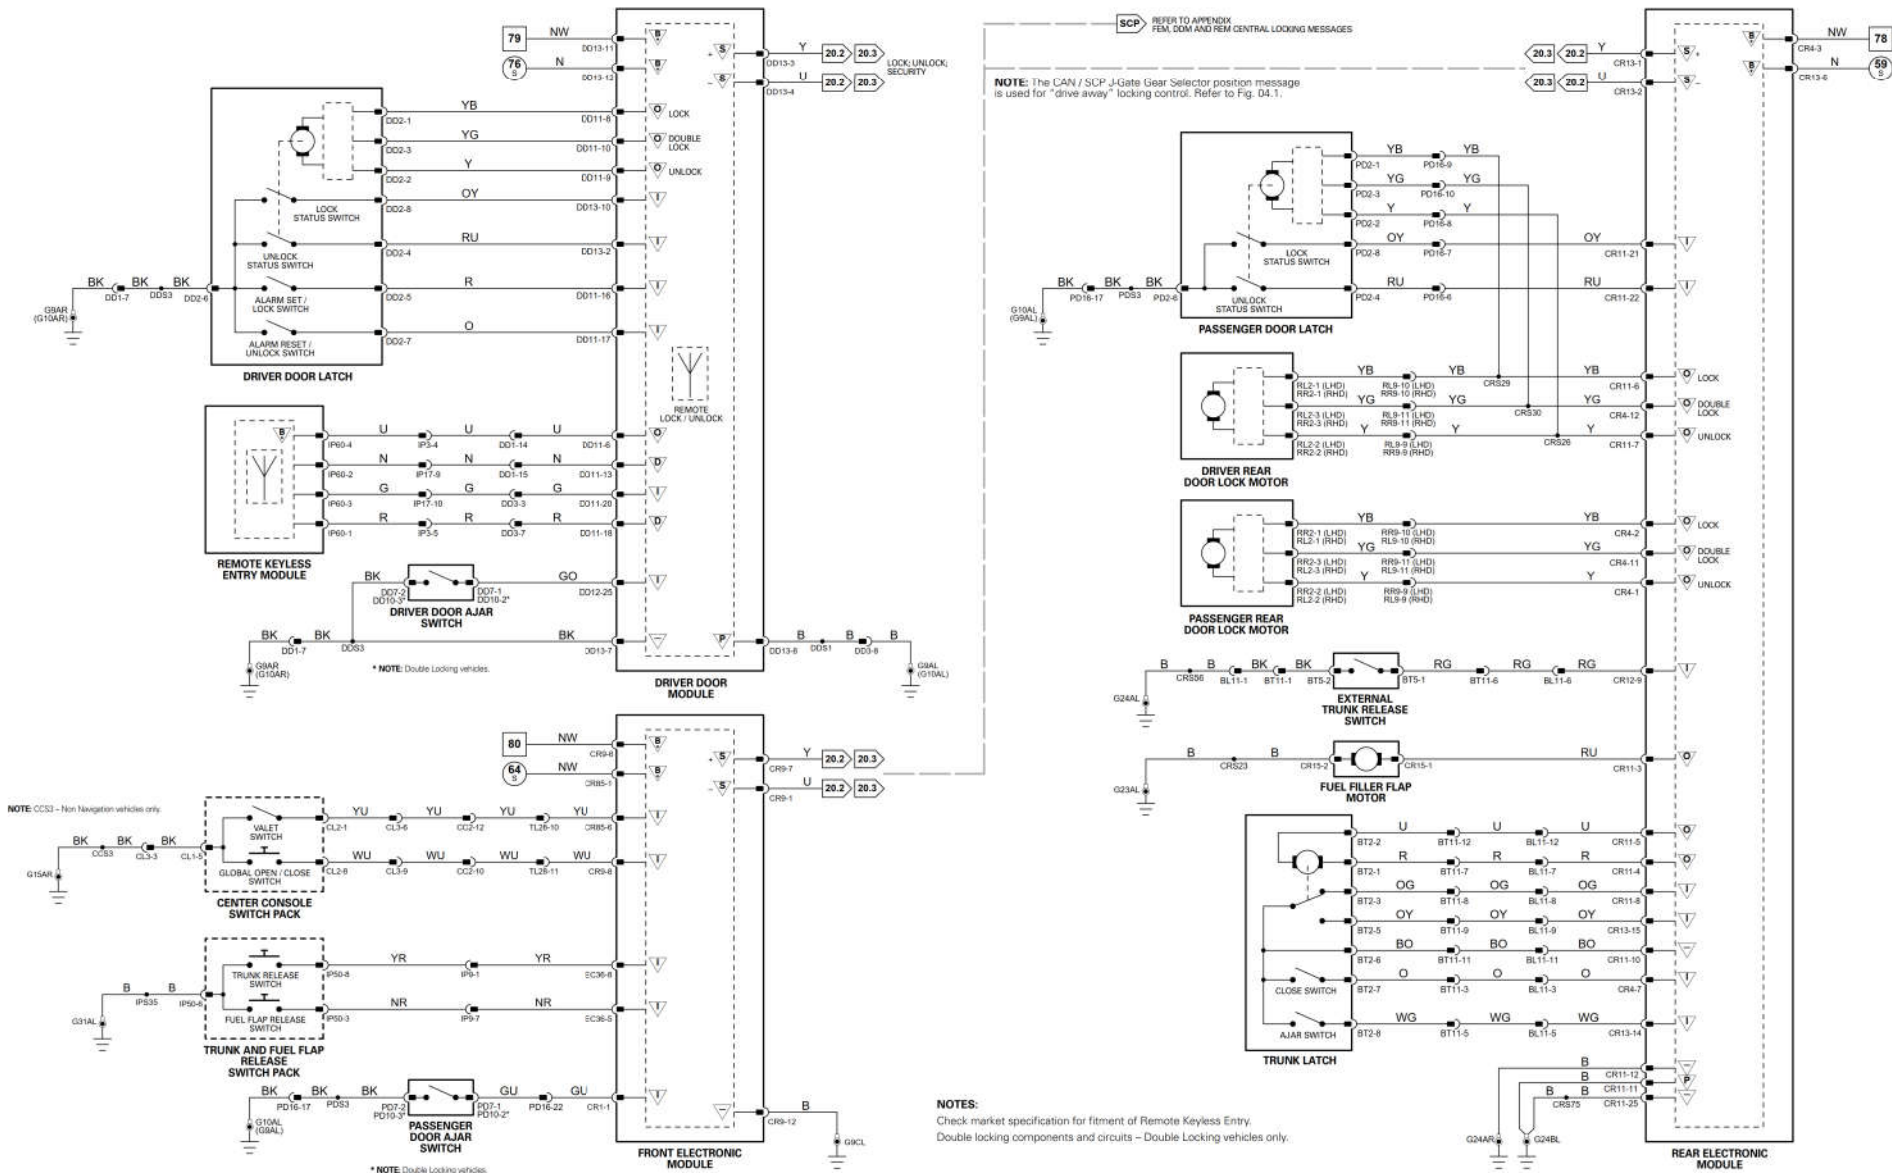 79
NW
DD13-11
76
S
N
DD13-12
B
+
B
+
+ S
- S
DD13-3
Y
20.2
20.3
DD13-4
U
20.2
20.3
LOCK; UNLOCK;
SECURITY
DD2-1
YB
DD11-8
O
LOCK
DD2-3
YG
DD11-10
O
DOUBLE
LOCK
DD2-2
Y
DD11-9
O
UNLOCK
LOCK
STATUS SWITCH
DD2-8
OY
DD13-10
I
UNLOCK
STATUS SWITCH
DD2-4
RU
DD13-2
I
G9AR
(G10AR)
BK
DD1-7
BK
DDS3
BK
DD2-6
ALARM SET /
LOCK SWITCH
DD2-5
R
DD11-16
I
ALARM RESET /
UNLOCK SWITCH
DD2-7
O
DD11-17
I
DRIVER DOOR LATCH
REMOTE
LOCK / UNLOCK
B
+
IP60-4
U
IP3-4
U
DD1-14
U
DD11-6
O
IP60-2
N
IP17-9
N
DD1-15
N
DD11-13
D
IP60-3
G
IP17-10
G
DD3-3
G
DD11-20
I
IP60-1
R
IP3-5
R
DD3-7
R
DD11-18
D
REMOTE KEYLESS
ENTRY MODULE
BK
DD7-2
DD10-3*
DD7-1
DD10-2*
GO
DD12-25
I
DRIVER DOOR AJAR
SWITCH
G9AR
(G10AR)
BK
DD1-7
BK
DDS3
BK
DD13-7
–
P
DD13-8
B
DDS1
B
DD3-8
B
G9AL
(G10AL)
* NOTE: Double Locking vehicles.
DRIVER DOOR
MODULE
80
NW
CR9-6
B
+
64
S
NW
CR85-1
B
+
+ S
- S
CR9-7
Y
20.2
20.3
CR9-1
U
20.2
20.3
NOTE: CCS3 – Non Navigation vehicles only.
G15AR
BK
CCS3
BK
CL3-3
BK
CL1-5
VALET
SWITCH
CL2-1
YU
CL3-6
YU
CC2-12
YU
TL28-10
YU
CR85-6
I
GLOBAL OPEN / CLOSE
SWITCH
WU
CL3-9
WU
CC2-10
WU
TL28-11
WU
CR9-8
I
CENTER CONSOLE
SWITCH PACK
G31AL
B
IPS35
B
IP50-6
TRUNK RELEASE
SWITCH
IP50-8
YR
IP9-1
YR
I
FUEL FLAP RELEASE
SWITCH
IP50-3
NR
IP9-7
NR
EC36-5
I
TRUNK AND FUEL FLAP
RELEASE
SWITCH PACK
G10AL
(G9AL)
BK
PD16-17
BK
PDS3
BK
PD7-2
PD10-3*
PD7-1
PD10-2*
GU
PD16-22
GU
CR1-1
I
PASSENGER
DOOR AJAR
SWITCH
* NOTE: Double Locking vehicles.
–
CR9-12
B
G9CL
FRONT ELECTRONIC
MODULE
SCP
REFER TO APPENDIX
FEM, DDM AND REM CENTRAL LOCKING MESSAGES
NOTE: The CAN / SCP J-Gate Gear Selector position message
is used for "drive away" locking control. Refer to Fig. 04.1.
20.3
20.2
Y
CR13-1
S +
20.3
20.2
U
CR13-2
S -
B
+
CR4-3
NW
78
B
+
CR13-6
N
59
S
PD2-1
YB
PD16-9
YB
PD2-3
YG
PD16-10
YG
PD2-2
Y
PD16-8
Y
LOCK
STATUS SWITCH
PD2-8
OY
PD16-7
OY
CR11-21
I
UNLOCK
STATUS SWITCH
PD2-4
RU
PD16-6
RU
CR11-22
I
G10AL
(G9AL)
BK
PD16-17
BK
PDS3
BK
PD2-6
PASSENGER DOOR LATCH
RL2-1 (LHD)
RR2-1 (RHD)
YB
RL9-10 (LHD)
RR9-10 (RHD)
YB
CRS29
YB
CR11-6
O
LOCK
RL2-3 (LHD)
RR2-3 (RHD)
YG
RL9-11 (LHD)
RR9-11 (RHD)
YG
CRS30
YG
CR4-12
O
DOUBLE
LOCK
RL2-2 (LHD)
RR2-2 (RHD)
Y
RL9-9 (LHD)
RR9-9 (RHD)
Y
CRS26
Y
CR11-7
O
UNLOCK
DRIVER REAR
DOOR LOCK MOTOR
RR2-1 (LHD)
RL2-1 (RHD)
YB
RR9-10 (LHD)
RL9-10 (RHD)
YB
CR4-2
O
LOCK
RR2-3 (LHD)
RL2-3 (RHD)
YG
RR9-11 (LHD)
RL9-11 (RHD)
YG
CR4-11
O
DOUBLE
LOCK
RR2-2 (LHD)
RL2-2 (RHD)
Y
RR9-9 (LHD)
RL9-9 (RHD)
Y
CR4-1
O
UNLOCK
PASSENGER REAR
DOOR LOCK MOTOR
G24AL
B
CRS56
B
BL11-1
BK
BT11-1
BK
BT5-2
BT5-1
RG
BT11-6
RG
BL11-6
RG
CR12-9
I
EXTERNAL
TRUNK RELEASE
SWITCH
G23AL
B
CRS23
B
CR15-2
CR15-1
RU
CR11-3
O
FUEL FILLER FLAP
MOTOR
BT2-2
U
BT11-12
U
BL11-12
U
CR11-5
O
BT2-1
R
BT11-7
R
BL11-7
R
CR11-4
O
BT2-3
OG
BT11-8
OG
BL11-8
OG
CR11-8
I
BT2-5
OY
BT11-9
OY
BL11-9
OY
CR13-15
I
BT2-6
BO
BT11-11
BO
BL11-11
BO
CR11-10
–
CLOSE SWITCH
BT2-7
O
BT11-3
O
BL11-3
O
CR4-7
I
AJAR SWITCH
BT2-8
WG
BT11-5
WG
BL11-5
WG
CR13-14
I
TRUNK LATCH
B
CR11-12
–
B
CR11-11
P
B
CRS75
B
CR11-25
–
G24AR
G24BL
REAR ELECTRONIC
MODULE
NOTES:
Check market specification for fitment of Remote Keyless Entry.
Double locking components and circuits – Double Locking vehicles only.